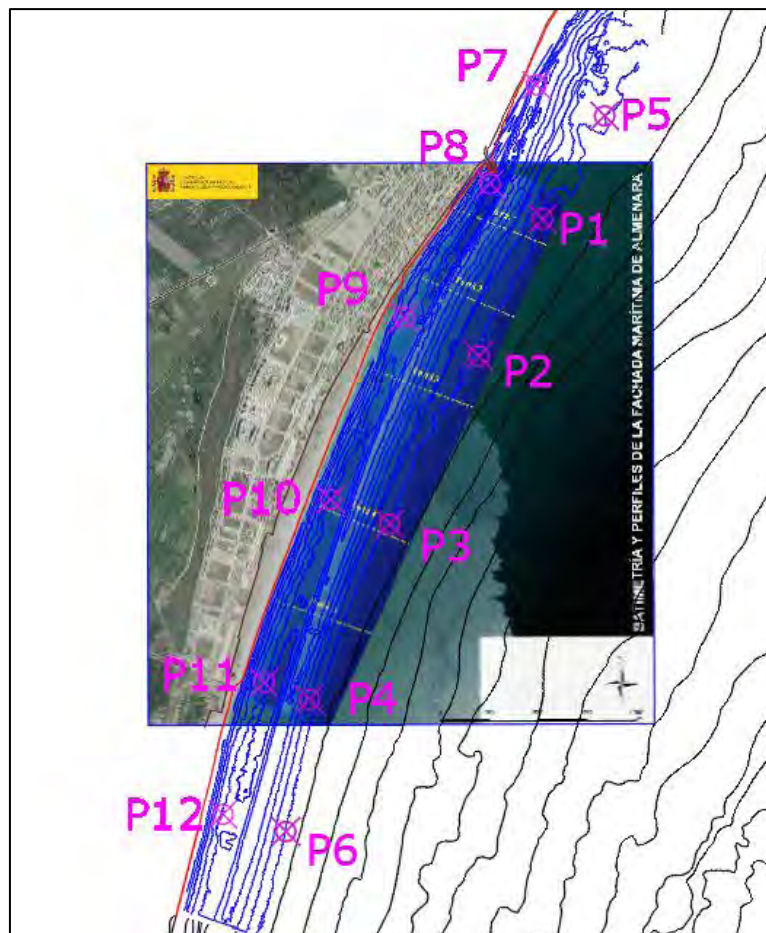 P7
P5
P8
P1
P9
P2
P10
P3
P11
P4
P12
P6
BATIMETRÍA Y PERFILES DE LA FACHADA MARÍTIMA DE ALMENARA